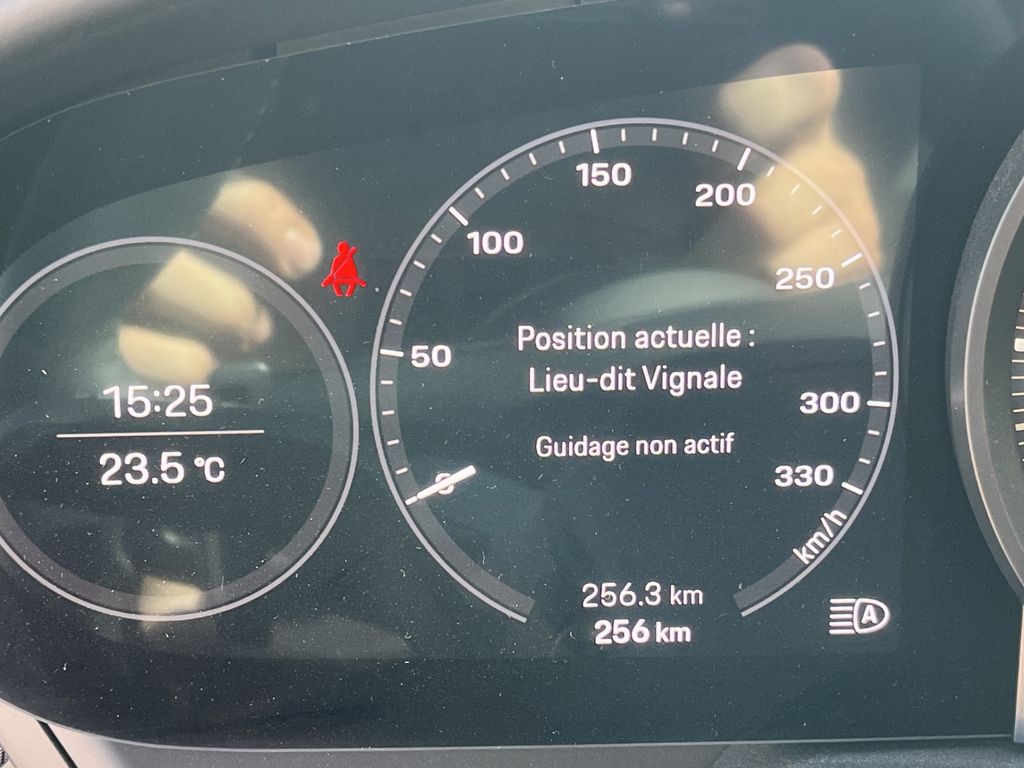 15:25
23.5 °C
0
50
100
150
200
250
300
330
km/h
Position actuelle :
Lieu-dit Vignale
Guidage non actif
256.3 km
256 km
A